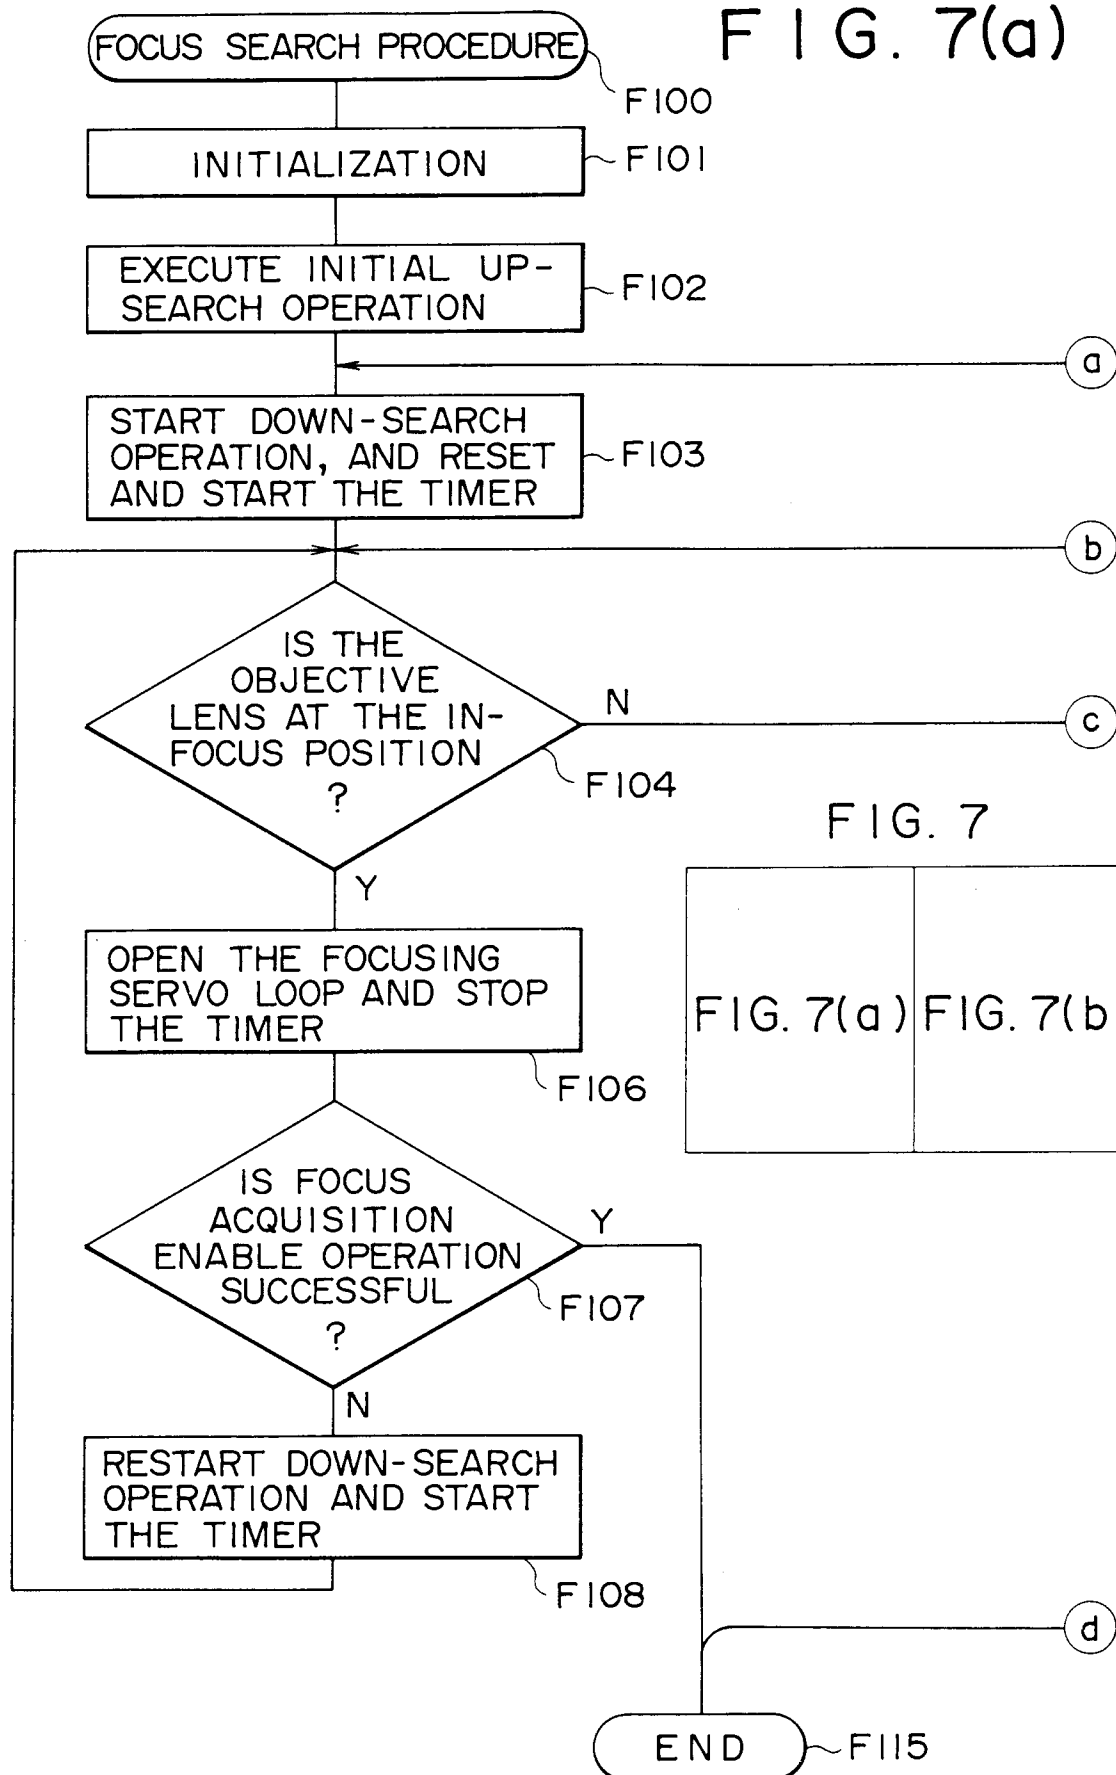 FIG. 7(a)
FOCUS SEARCH PROCEDURE
F100
INITIALIZATION
F101
EXECUTE INITIAL UP-
SEARCH OPERATION
F102
a
START DOWN-SEARCH
OPERATION, AND RESET
AND START THE TIMER
F103
b
IS THE
OBJECTIVE
LENS AT THE IN-
FOCUS POSITION
?
N
c
F104
Y
FIG. 7
FIG. 7(a)
FIG. 7(b
OPEN THE FOCUSING
SERVO LOOP AND STOP
THE TIMER
F106
IS FOCUS
ACQUISITION
ENABLE OPERATION
SUCCESSFUL
?
Y
F107
N
RESTART DOWN-SEARCH
OPERATION AND START
THE TIMER
F108
d
END
F115